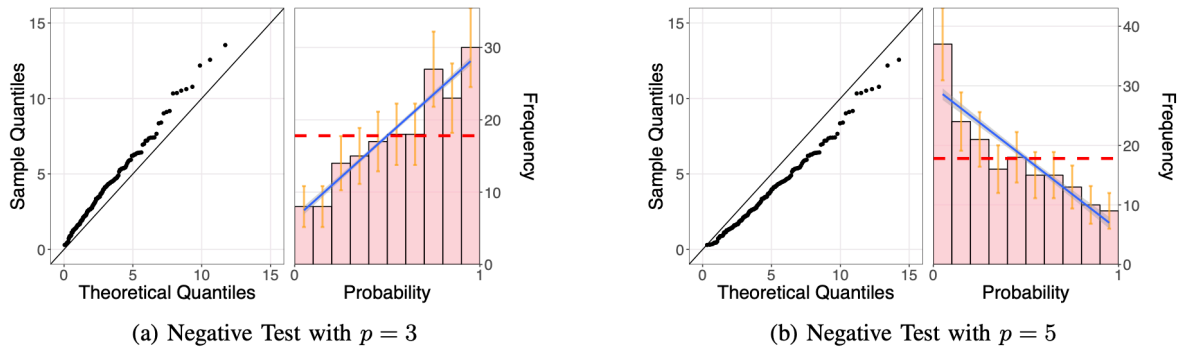 15
10
5
0
Sample Quantiles
0
5
10
15
Theoretical Quantiles
30
20
10
0
Frequency
0
1
Probability
(a) Negative Test with p = 3
15
10
5
0
Sample Quantiles
0
5
10
15
Theoretical Quantiles
40
30
20
10
0
Frequency
0
1
Probability
(b) Negative Test with p = 5